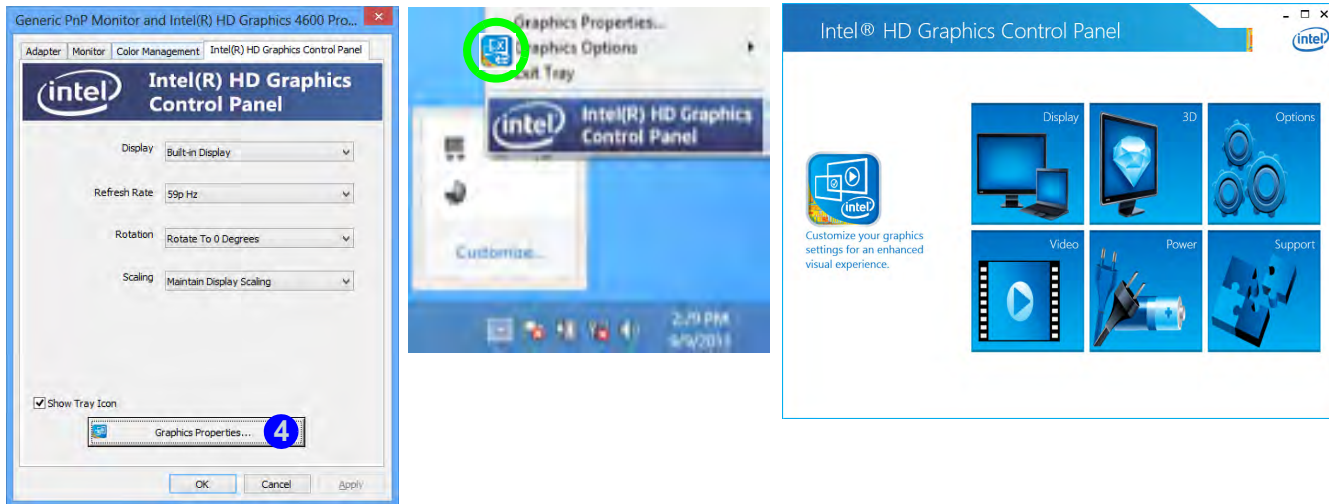 Generic PnP Monitor and Intel(R) HD Graphics 4600 Pro...
Adapter
Monitor
Color Management
Intel(R) HD Graphics Control Panel
intel
Intel(R) HD Graphics
Control Panel
Display
Built-in Display
Refresh Rate
59p Hz
Rotation
Rotate To 0 Degrees
Scaling
Maintain Display Scaling
Show Tray Icon
Graphics Properties...
4
OK
Cancel
Apply
Graphics Properties...
Graphics Options
Exit Tray
intel
Intel(R) HD Graphics
Control Panel
Customize...
2:29 PM
Intel® HD Graphics Control Panel
intel
Display
3D
Options
intel
Customize your graphics
settings for an enhanced
visual experience.
Video
Power
Support